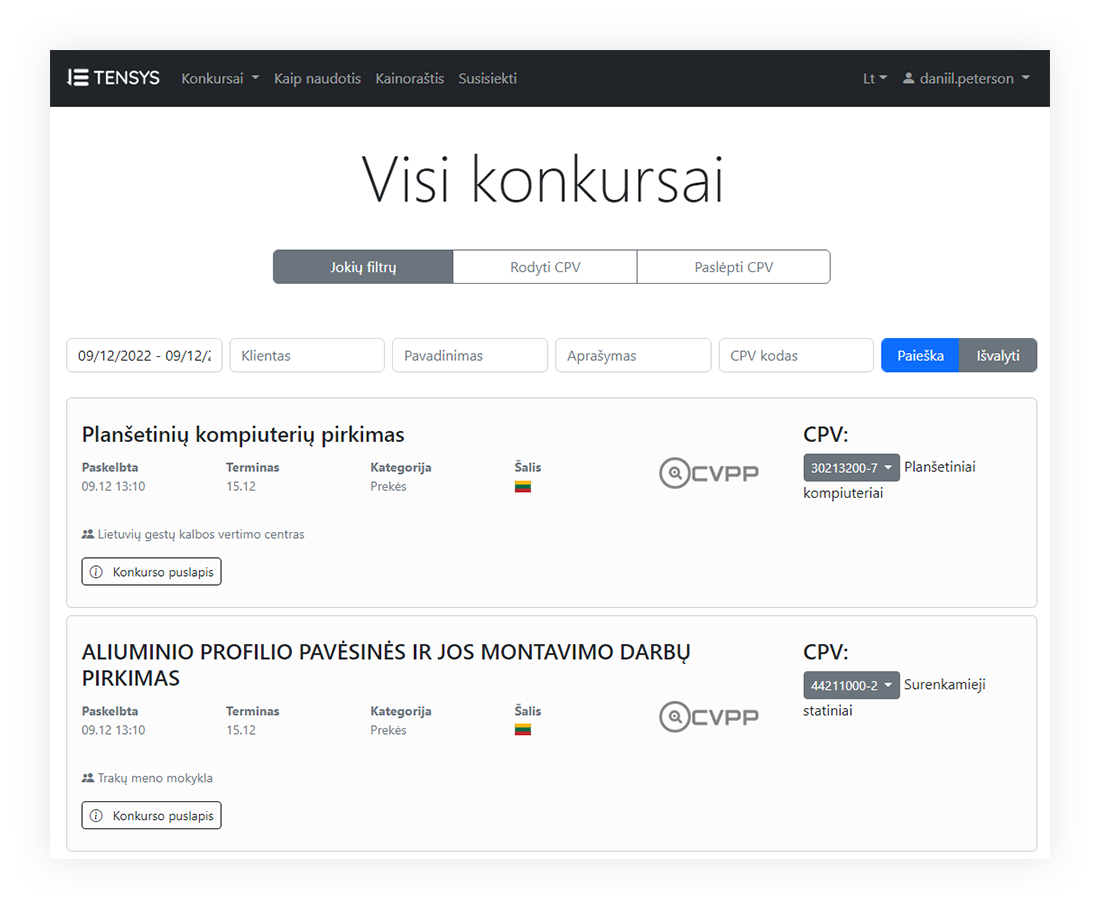 TENSYS Konkursai Kaip naudotis Kainoraštis Susisiekti Lt daniil.peterson
Visi konkursai
Jokių filtrų Rodyti CPV Paslėpti CPV
09/12/2022 - 09/12/2 Klientas Pavadinimas Aprašymas CPV kodas Paieška Išvalyti
Planšetinių kompiuterių pirkimas
Paskelbta Terminas Kategorija Šalis
09.12 13:10 15.12 Prekės
CVPP
CPV:
30213200-7 Planšetiniai
kompiuteriai
Lietuvių gestų kalbos vertimo centras
Konkurso puslapis
ALIUMINIO PROFILIO PAVĖSINĖS IR JOS MONTAVIMO DARBŲ
PIRKIMAS
Paskelbta Terminas Kategorija Šalis
09.12 13:10 15.12 Prekės
CVPP
CPV:
44211000-2 Surenkamieji
statiniai
Trakų meno mokykla
Konkurso puslapis